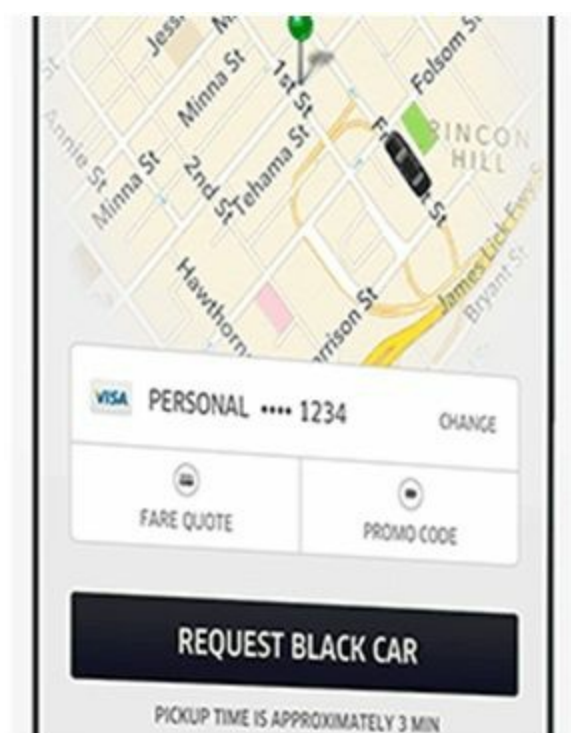 Minna St
1st St
Folsom St
RINCON
HILL
Annie St
Minna St
2nd St
Tehama St
James Lick Fwy S
Bryant St
Hawthorn
arrison St
VISA PERSONAL •••• 1234 CHANGE
FARE QUOTE PROMO CODE
REQUEST BLACK CAR
PICKUP TIME IS APPROXIMATELY 3 MIN